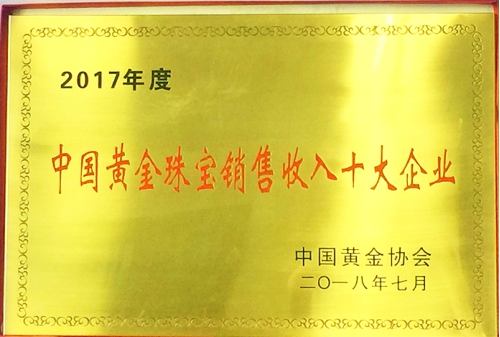 2017年度
中国黄金珠宝销售收入十大企业
中国黄金协会
二〇一八年七月